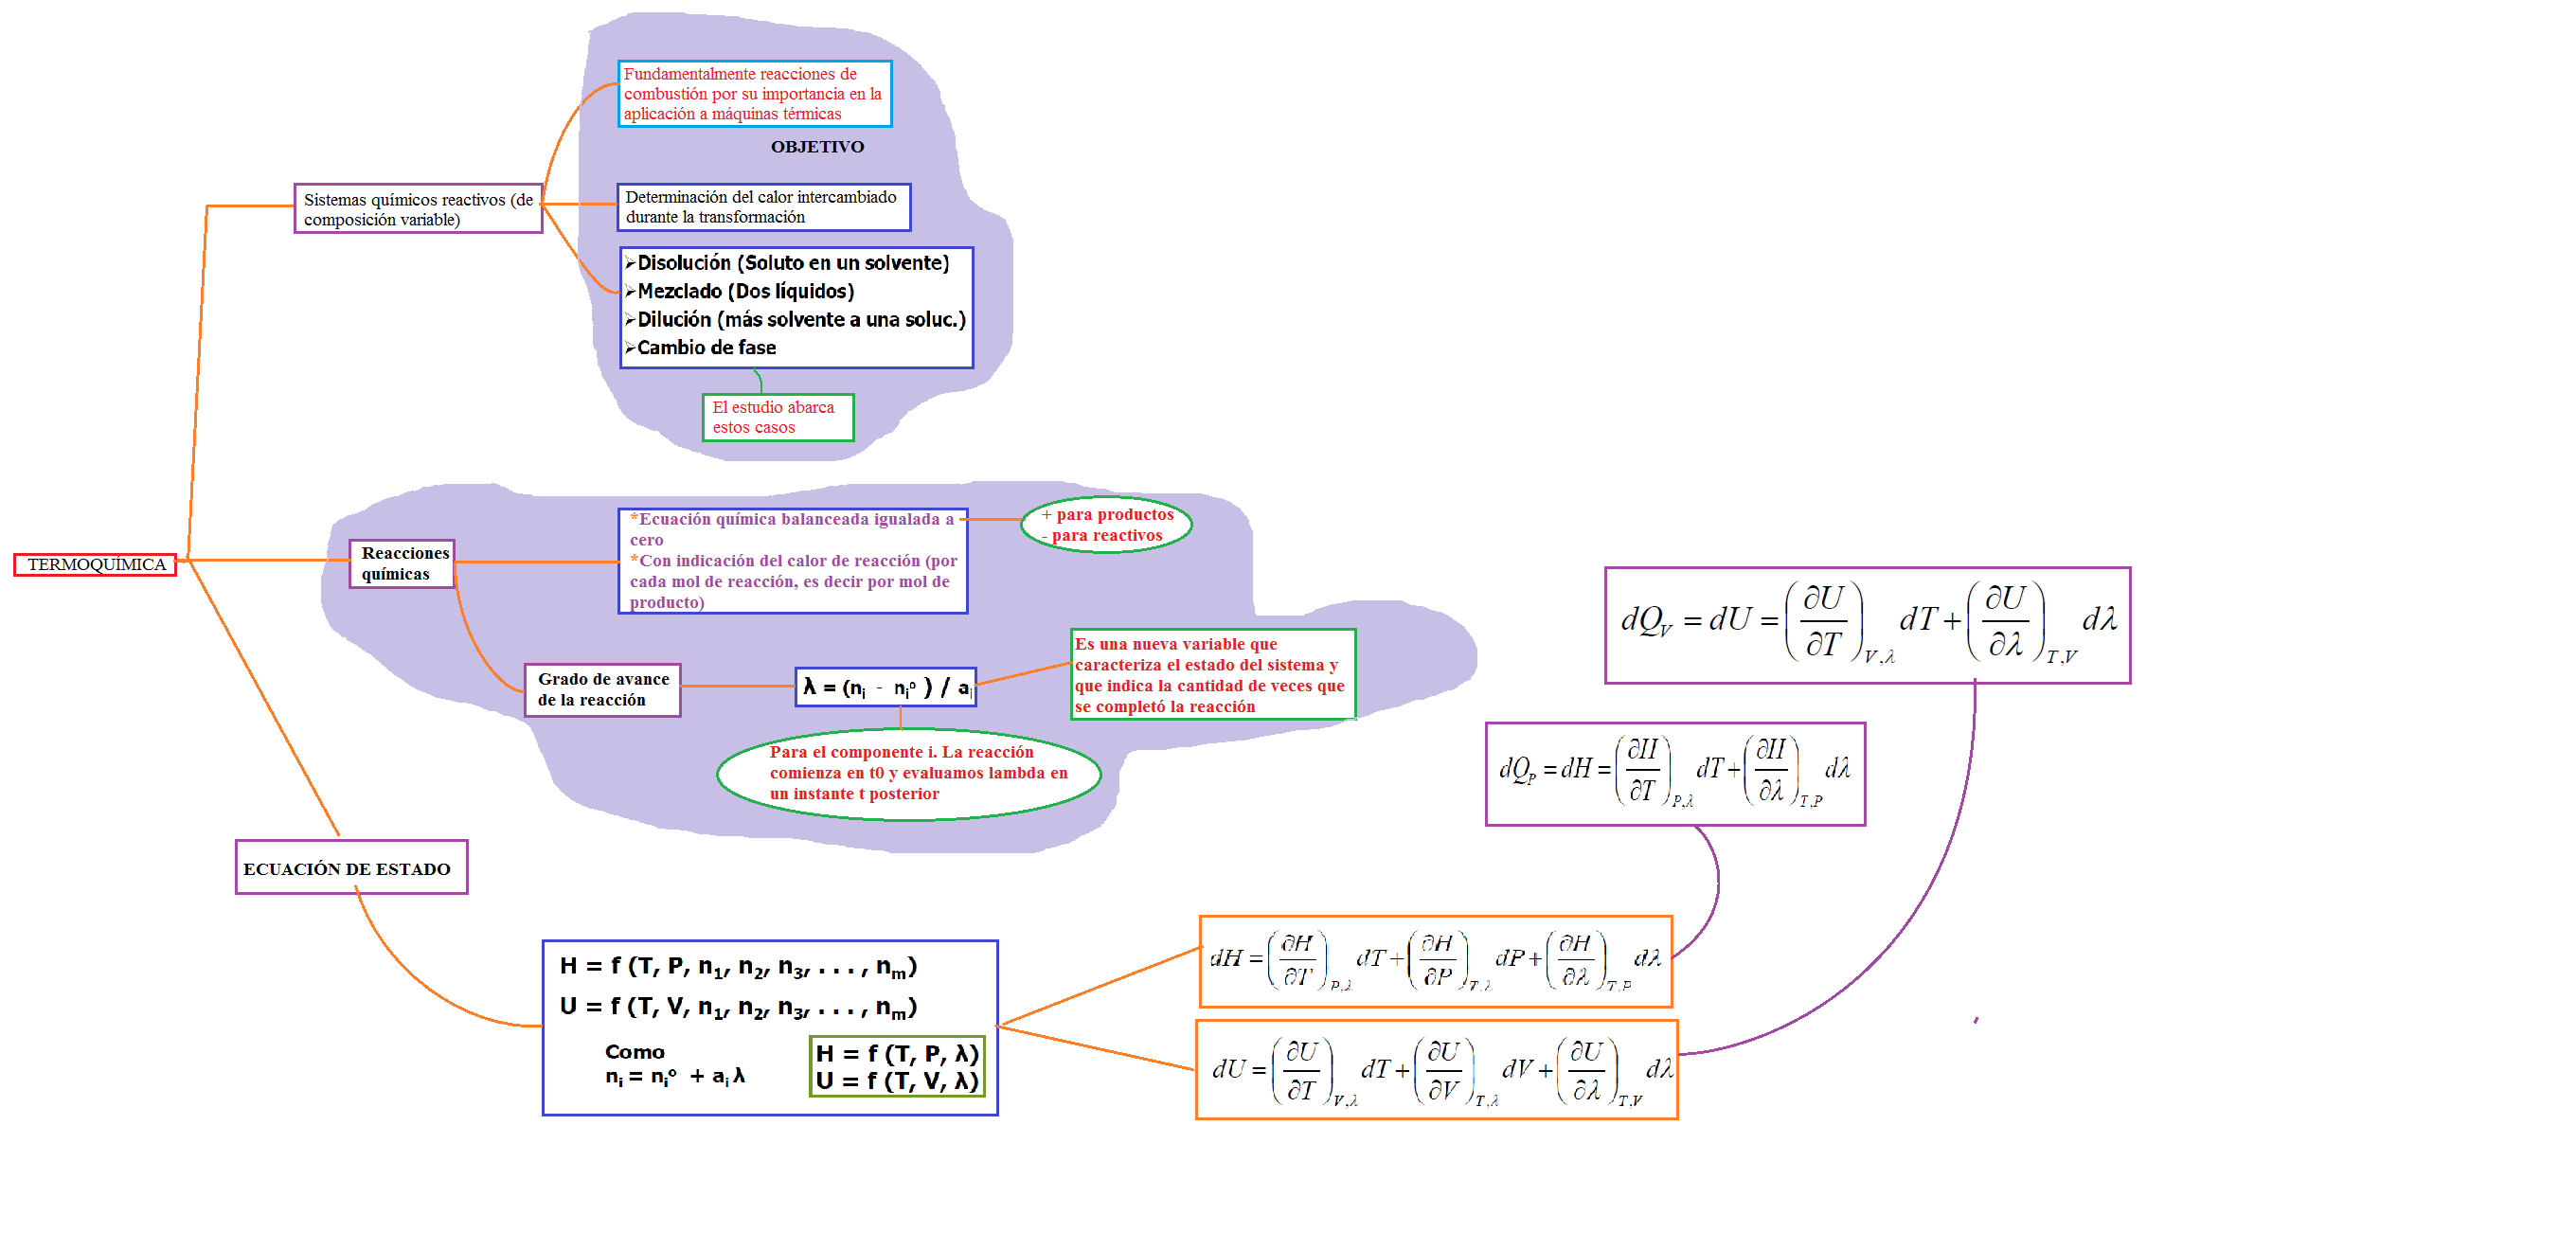 Fundamentalmente reacciones de
combustión por su importancia en la
aplicación a máquinas térmicas
OBJETIVO
Sistemas químicos reactivos (de
composición variable)
Determinación del calor intercambiado
durante la transformación
➢Disolución (Soluto en un solvente)
➢Mezclado (Dos líquidos)
➢Dilución (más solvente a una soluc.)
➢Cambio de fase
El estudio abarca
estos casos
TERMOQUÍMICA
Reacciones
químicas
*Ecuación química balanceada igualada a
cero
*Con indicación del calor de reacción (por
cada mol de reacción, es decir por mol de
producto)
+ para productos
- para reactivos
Grado de avance
de la reacción
λ = (nᵢ - nᵢº ) / aᵢ
Es una nueva variable que
caracteriza el estado del sistema y
que indica la cantidad de veces que
se completó la reacción
Para el componente i. La reacción
comienza en t0 y evaluamos lambda en
un instante t posterior
ECUACIÓN DE ESTADO
H = f (T, P, n₁, n₂, n₃, . . . , nₘ)
U = f (T, V, n₁, n₂, n₃, . . . , nₘ)
Como
nᵢ = nᵢº + aᵢ λ
H = f (T, P, λ)
U = f (T, V, λ)
dH = (∂H/∂T)_{P,λ} dT + (∂H/∂P)_{T,λ} dP + (∂H/∂λ)_{T,P} dλ
dU = (∂U/∂T)_{V,λ} dT + (∂U/∂V)_{T,λ} dV + (∂U/∂λ)_{T,V} dλ
dQ_P = dH = (∂H/∂T)_{P,λ} dT + (∂H/∂λ)_{T,P} dλ
dQ_V = dU = (∂U/∂T)_{V,λ} dT + (∂U/∂λ)_{T,V} dλ